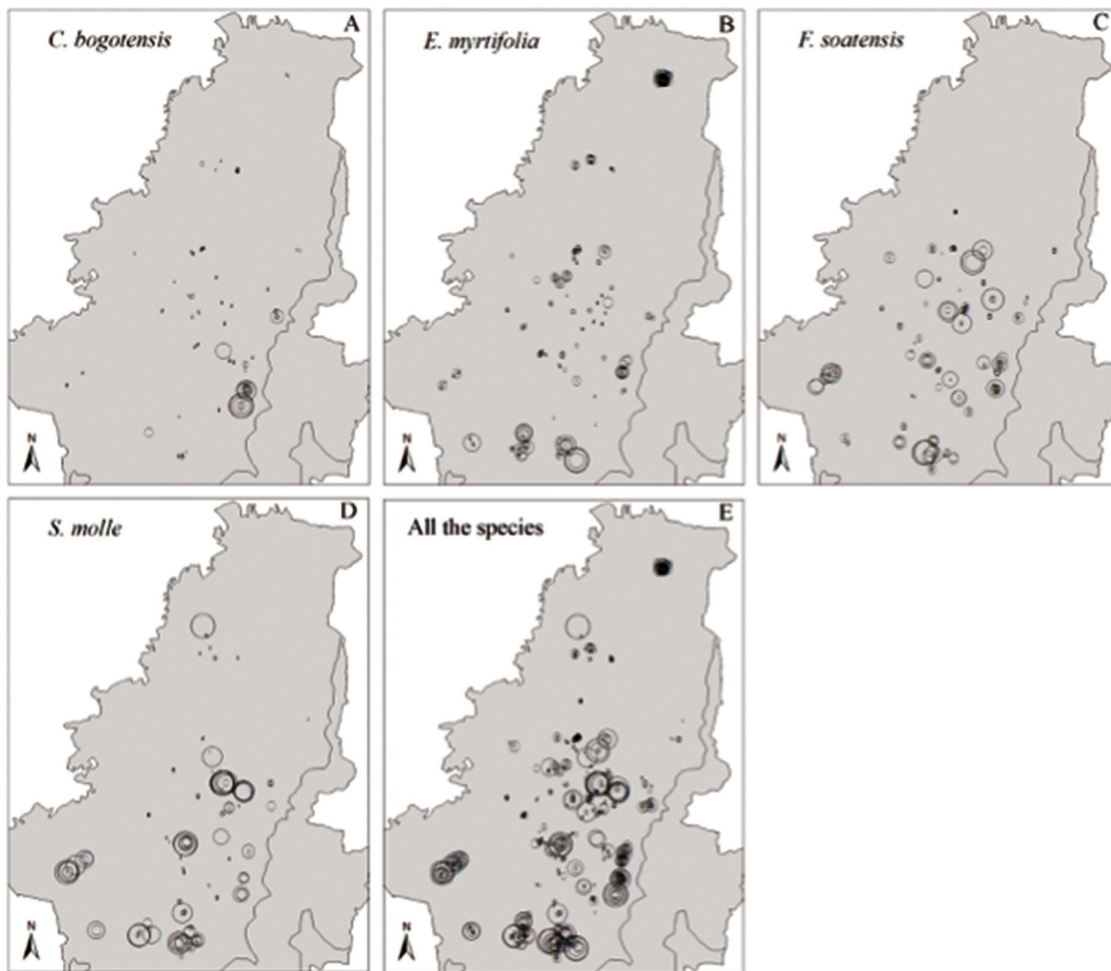 C. bogotensis A
E. myrtifolia B
F. soatensis C
N
N
N
S. molle D
All the species E
N
N